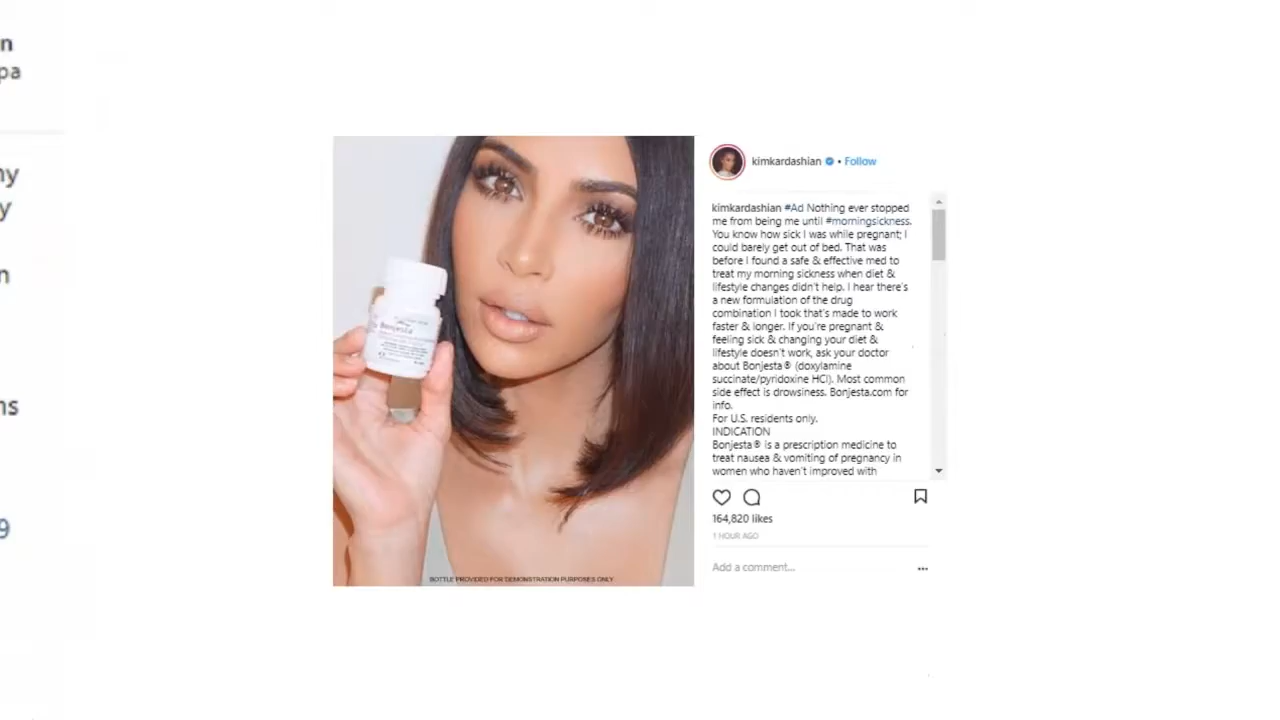 n
pa
ny
y
n
ns
9
Bonjesta
BOTTLE PROVIDED FOR DEMONSTRATION PURPOSES ONLY
kimkardashian • Follow
kimkardashian #Ad Nothing ever stopped
me from being me until #morningsickness.
You know how sick I was while pregnant; I
could barely get out of bed. That was
before I found a safe & effective med to
treat my morning sickness when diet &
lifestyle changes didn't help. I hear there's
a new formulation of the drug
combination I took that's made to work
faster & longer. If you're pregnant &
feeling sick & changing your diet &
lifestyle doesn't work, ask your doctor
about Bonjesta® (doxylamine
succinate/pyridoxine HCl). Most common
side effect is drowsiness. Bonjesta.com for
info.
For U.S. residents only.
INDICATION
Bonjesta® is a prescription medicine to
treat nausea & vomiting of pregnancy in
women who haven't improved with
164,820 likes
1 HOUR AGO
Add a comment...